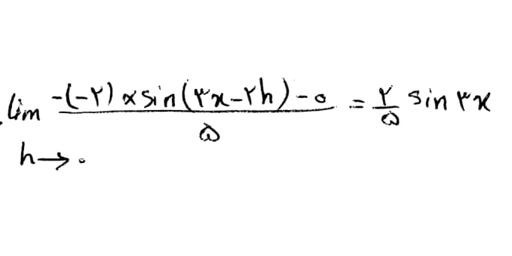 lim (-(-۲) × sin(۳x-۲h) - ۰) / ۵ = ۲/۵ sin ۳x
h → ۰